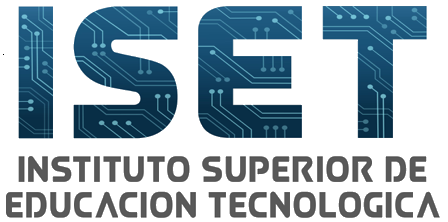 ISET
INSTITUTO SUPERIOR DE
EDUCACION TECNOLOGICA